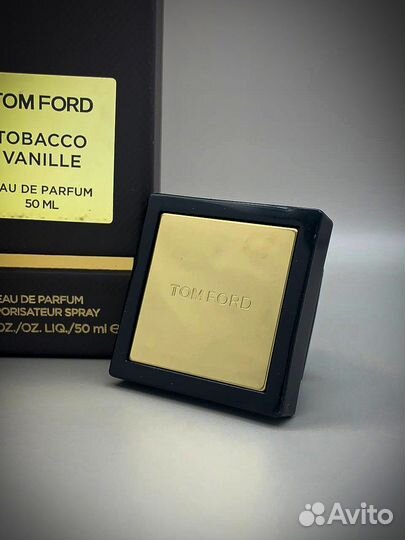 TOM FORD
TOBACCO
VANILLE
EAU DE PARFUM
50 ML
EAU DE PARFUM
PORISATEUR SPRAY
OZ./OZ. LIQ./50 ml ℮
TOM FORD
Avito